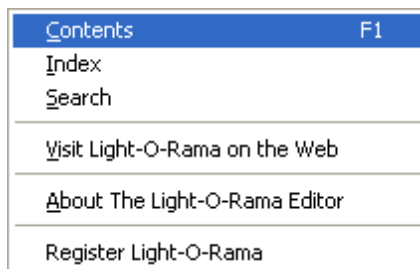 Contents F1
Index
Search
Visit Light-O-Rama on the Web
About The Light-O-Rama Editor
Register Light-O-Rama